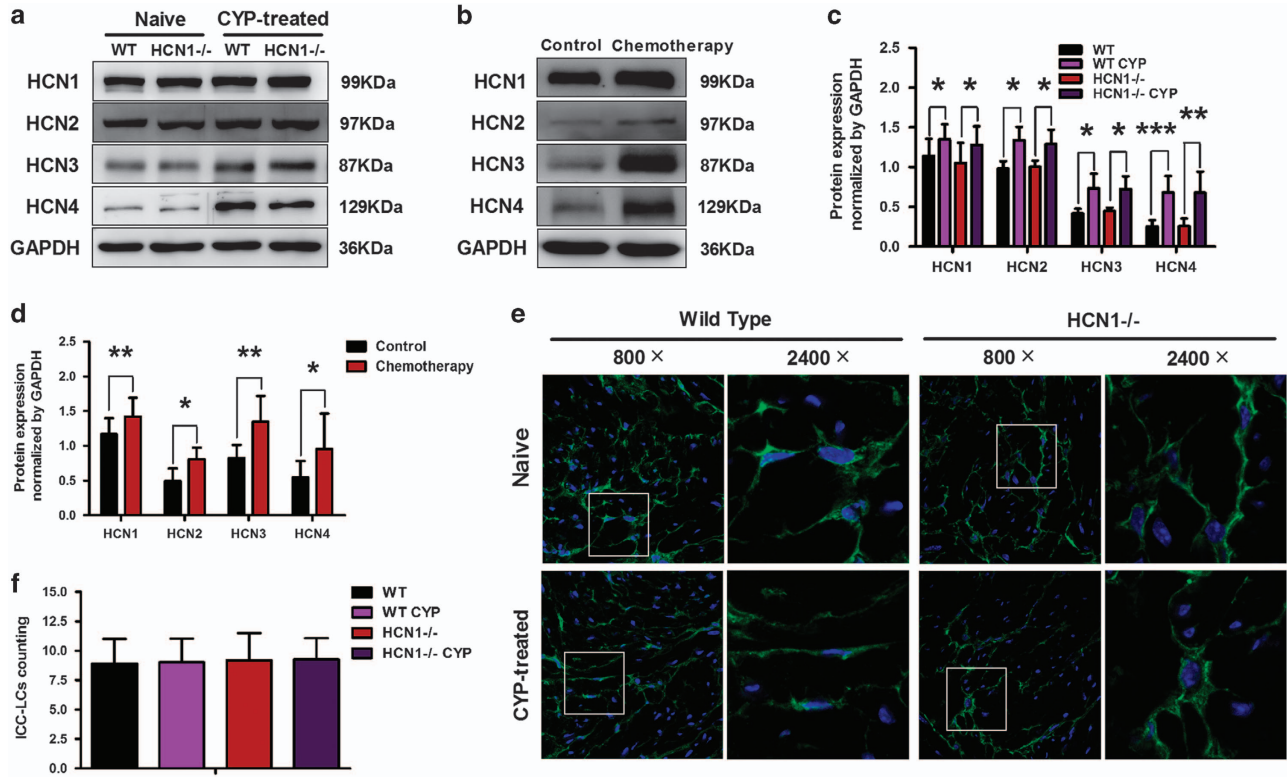 a
Naive CYP-treated
WT HCN1-/- WT HCN1-/-
HCN1 99KDa
HCN2 97KDa
HCN3 87KDa
HCN4 129KDa
GAPDH 36KDa
b
Control Chemotherapy
HCN1 99KDa
HCN2 97KDa
HCN3 87KDa
HCN4 129KDa
GAPDH 36KDa
c
Protein expression
normalized by GAPDH
2.5
2.0
1.5
1.0
0.5
0.0
WT
WT CYP
HCN1-/-
HCN1-/- CYP
* * * * * * *** **
HCN1 HCN2 HCN3 HCN4
d
Protein expression
normalized by GAPDH
2.5
2.0
1.5
1.0
0.5
0.0
Control
Chemotherapy
** * ** *
HCN1 HCN2 HCN3 HCN4
e
Wild Type HCN1-/-
800 × 2400 × 800 × 2400 ×
Naive
CYP-treated
f
ICC-LCs counting
15.0
12.5
10.0
7.5
5.0
2.5
0.0
WT
WT CYP
HCN1-/-
HCN1-/- CYP